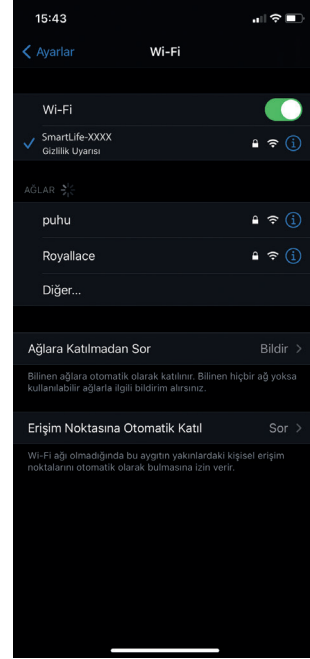 15:43
Ayarlar
Wi-Fi
Wi-Fi
SmartLife-XXXX
Gizlilik Uyarısı
AĞLAR
puhu
Royallace
Diğer...
Ağlara Katılmadan Sor
Bildir
Bilinen ağlara otomatik olarak katılınır. Bilinen hiçbir ağ yoksa
kullanılabilir ağlarla ilgili bildirim alırsınız.
Erişim Noktasına Otomatik Katıl
Sor
Wi-Fi ağı olmadığında bu aygıtın yakınlardaki kişisel erişim
noktalarını otomatik olarak bulmasına izin verir.